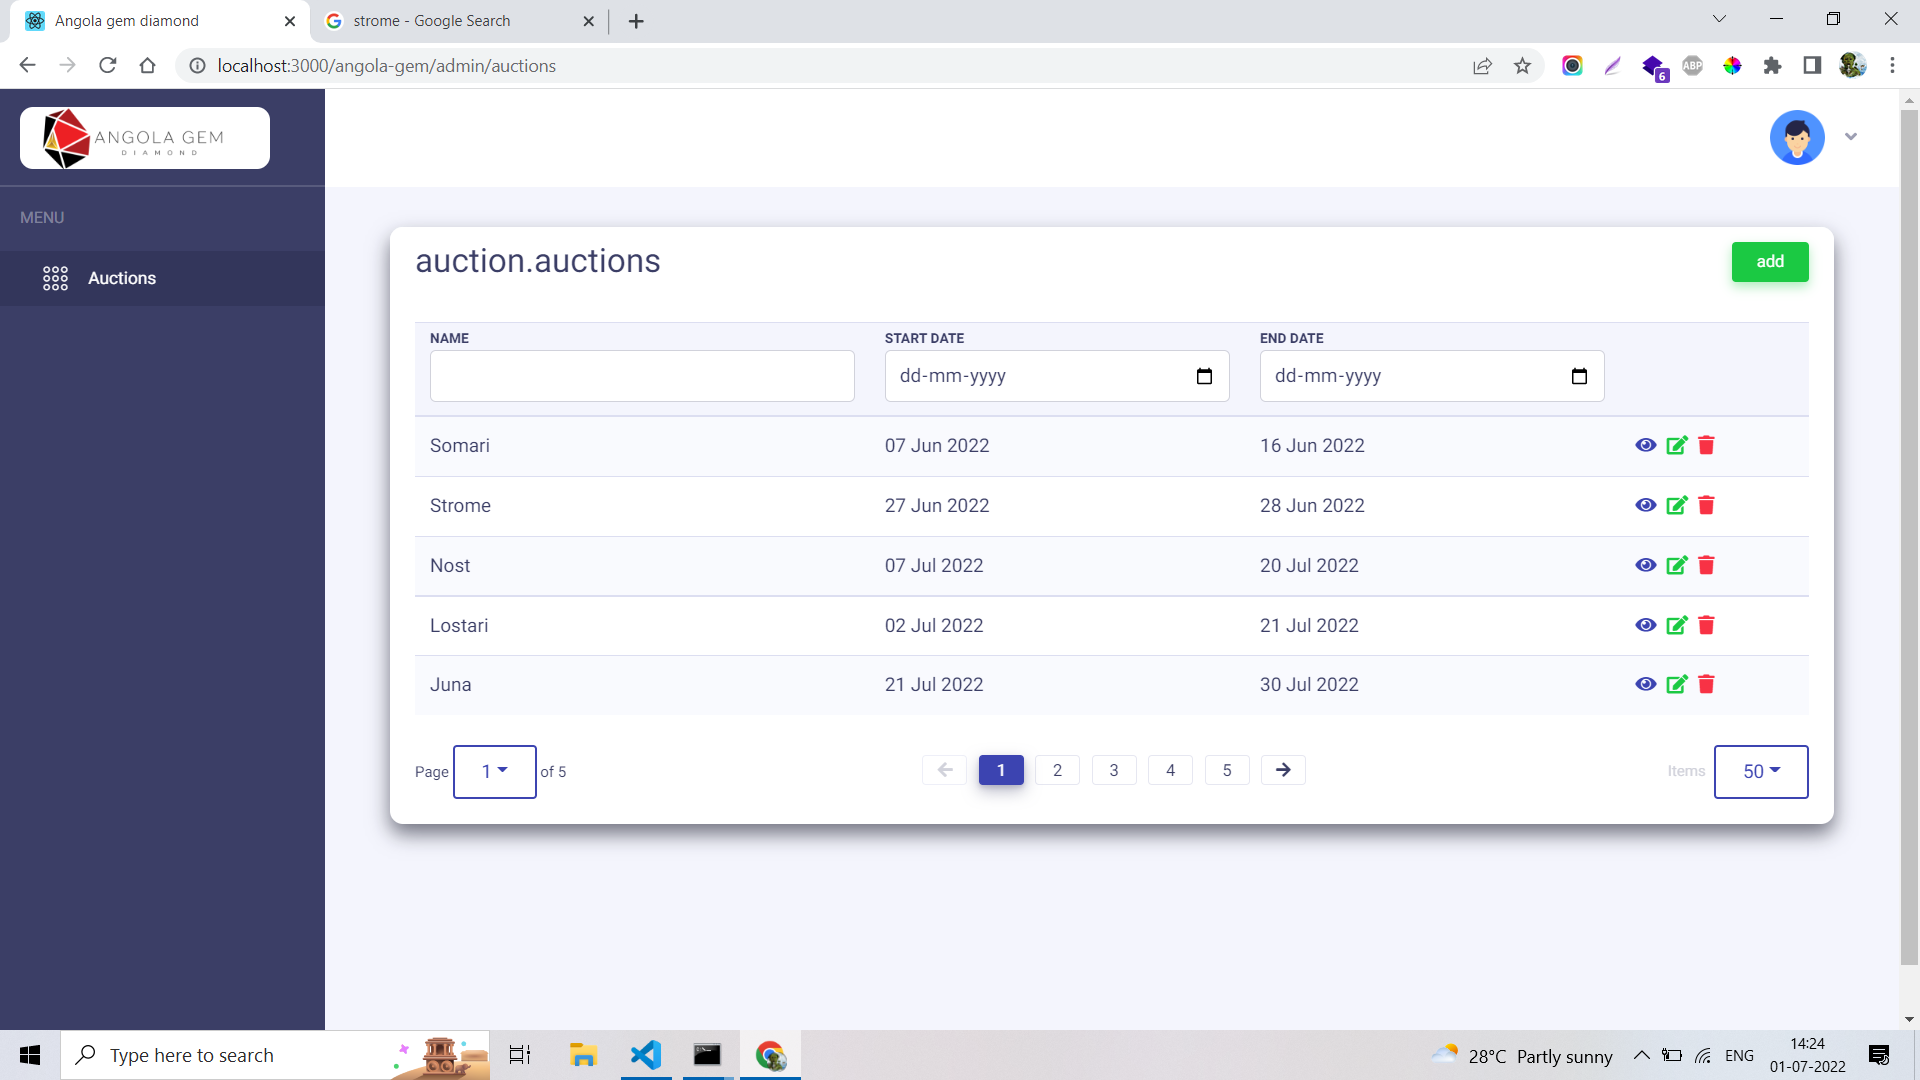 Angola gem diamond
strome - Google Search
localhost:3000/angola-gem/admin/auctions
6
ABP
ANGOLA GEM
DIAMOND
MENU
Auctions
auction.auctions
add
NAME
START DATE
END DATE
dd-mm-yyyy
dd-mm-yyyy
Somari
07 Jun 2022
16 Jun 2022
Strome
27 Jun 2022
28 Jun 2022
Nost
07 Jul 2022
20 Jul 2022
Lostari
02 Jul 2022
21 Jul 2022
Juna
21 Jul 2022
30 Jul 2022
Page 1 of 5
1 2 3 4 5
Items 50
Type here to search
28°C Partly sunny
ENG
14:24
01-07-2022